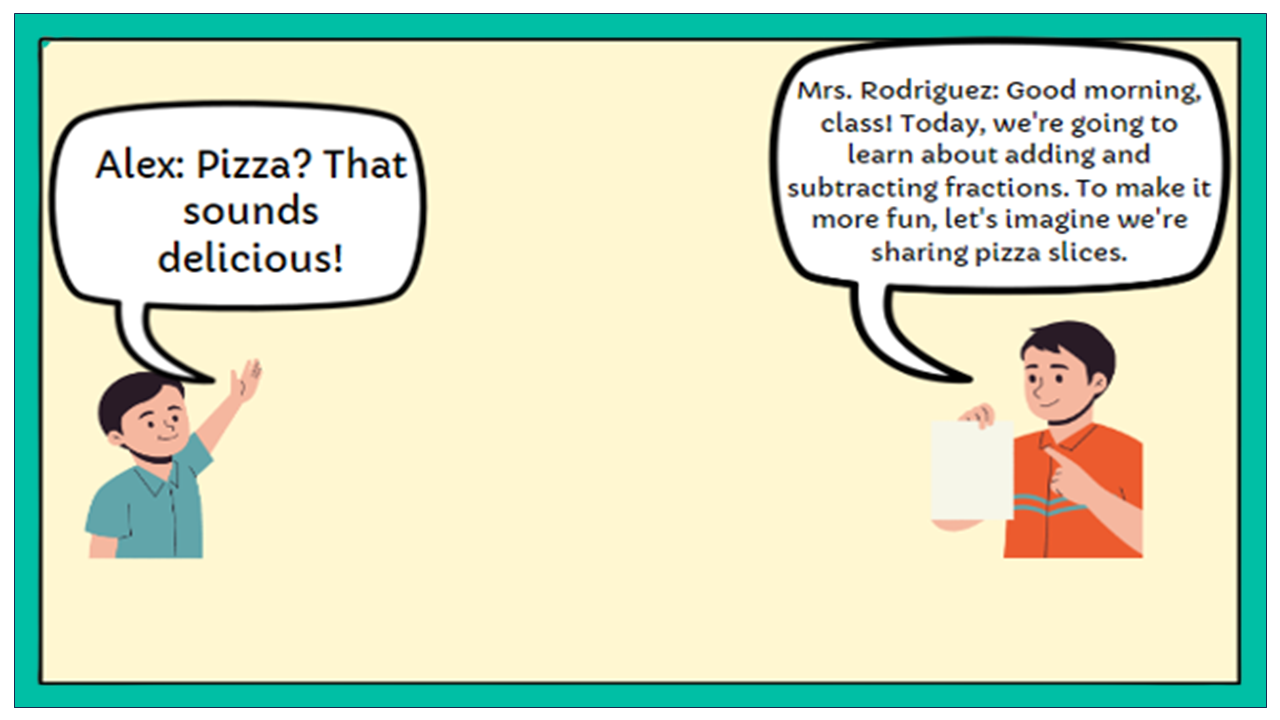 Alex: Pizza? That
sounds
delicious!
Mrs. Rodriguez: Good morning,
class! Today, we're going to
learn about adding and
subtracting fractions. To make it
more fun, let's imagine we're
sharing pizza slices.